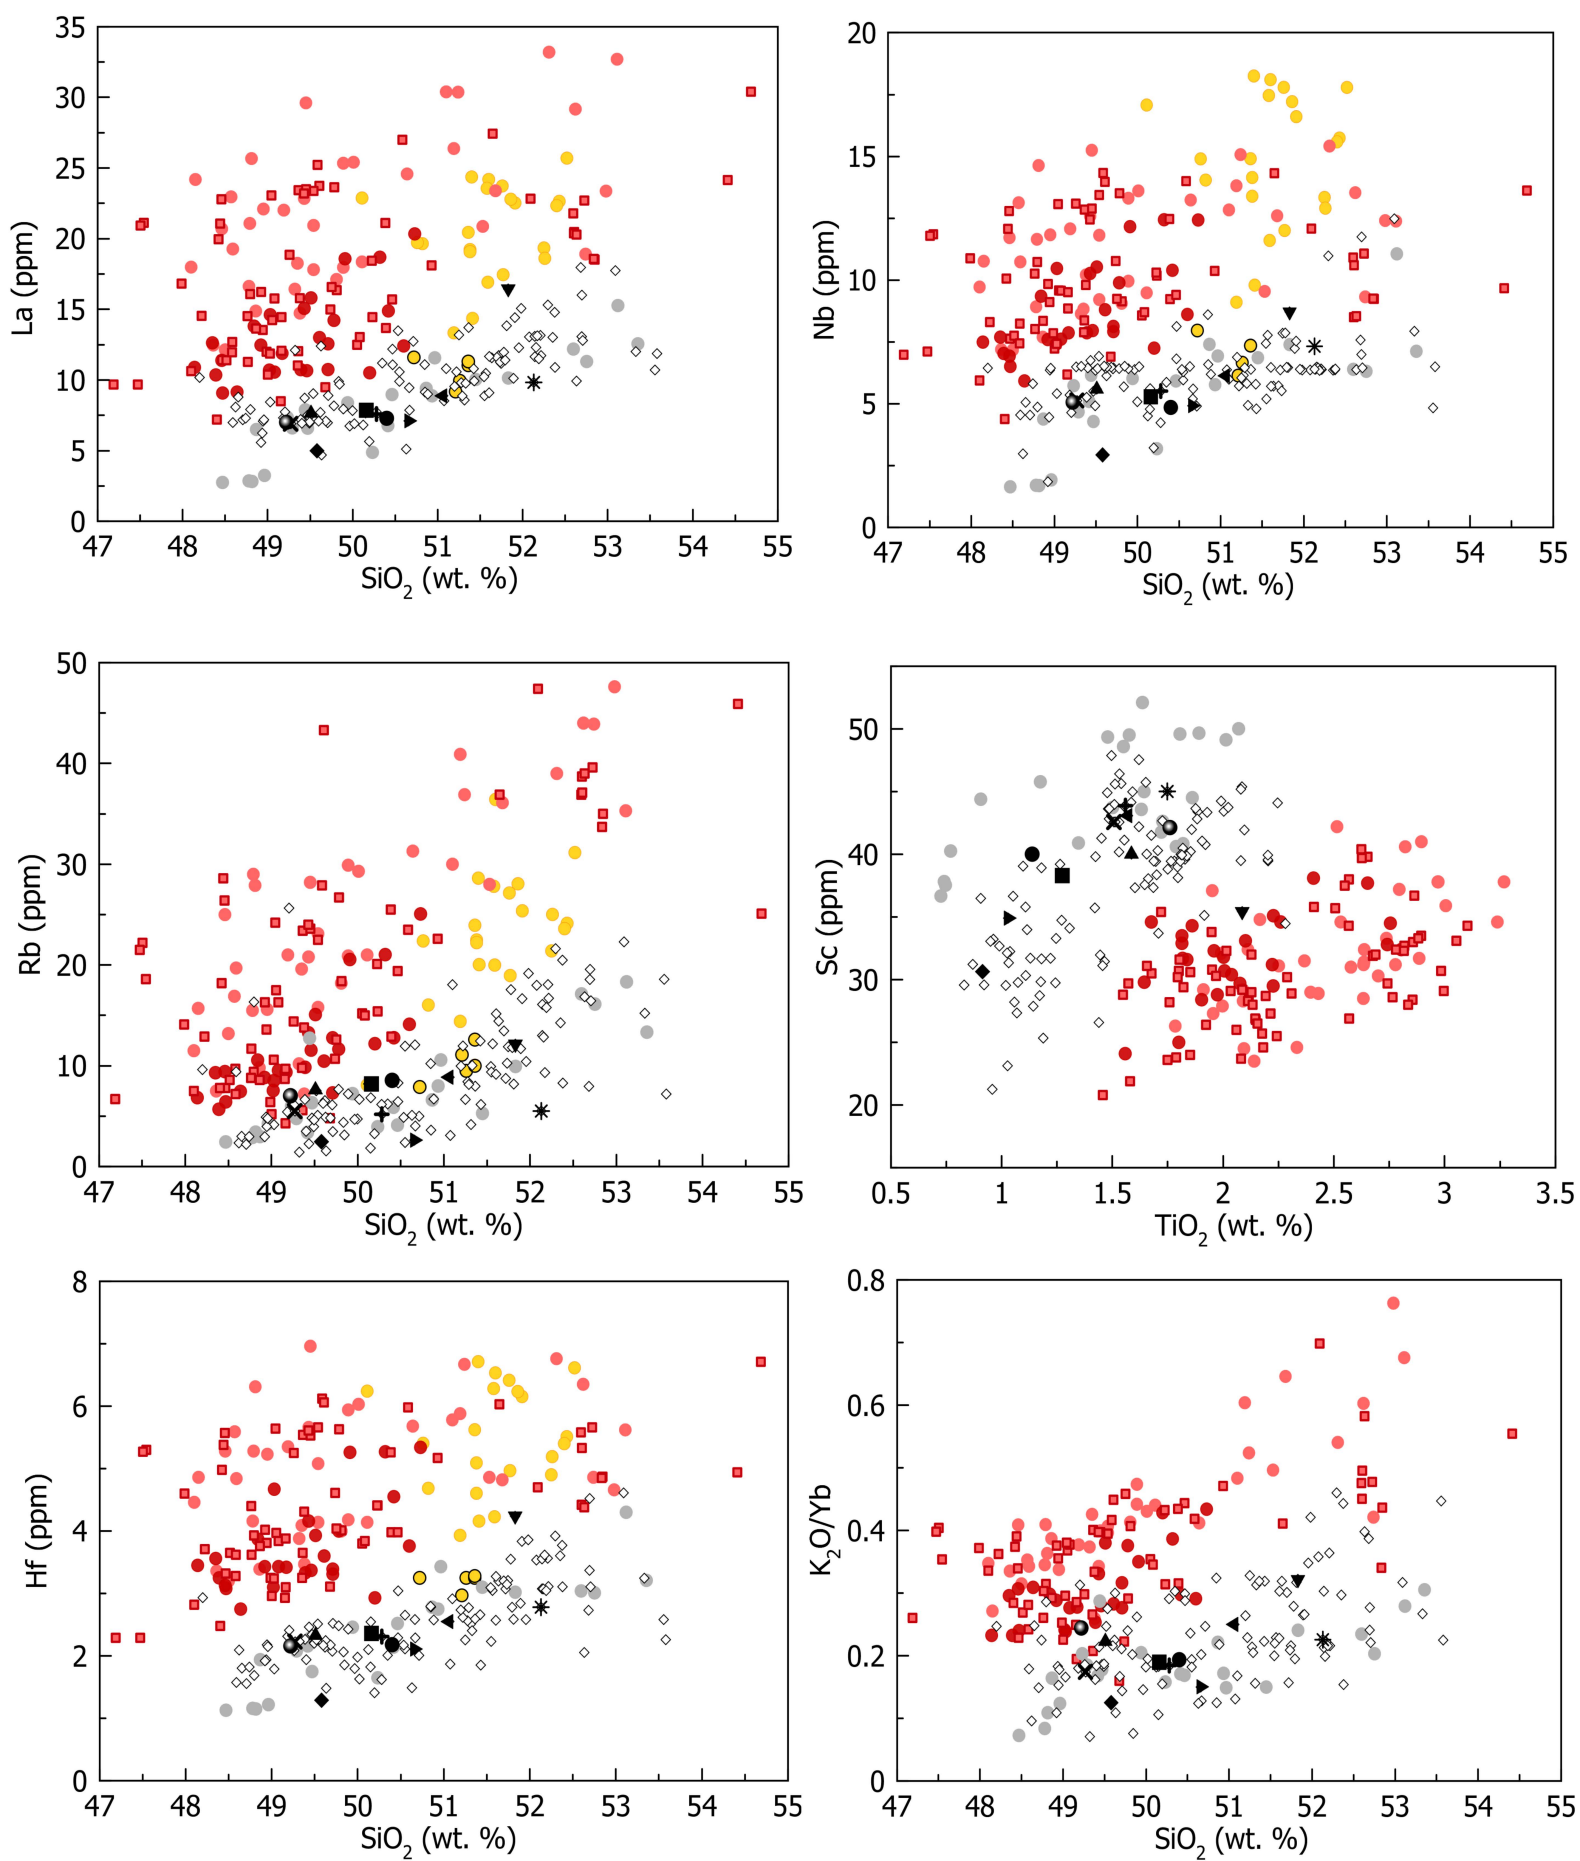 35
30
25
20
15
10
5
0
La (ppm)
47 48 49 50 51 52 53 54 55
SiO₂ (wt. %)
20
15
10
5
0
Nb (ppm)
47 48 49 50 51 52 53 54 55
SiO₂ (wt. %)
50
40
30
20
10
0
Rb (ppm)
47 48 49 50 51 52 53 54 55
SiO₂ (wt. %)
50
40
30
20
Sc (ppm)
0.5 1 1.5 2 2.5 3 3.5
TiO₂ (wt. %)
8
6
4
2
0
Hf (ppm)
47 48 49 50 51 52 53 54 55
SiO₂ (wt. %)
0.8
0.6
0.4
0.2
0
K₂O/Yb
47 48 49 50 51 52 53 54 55
SiO₂ (wt. %)